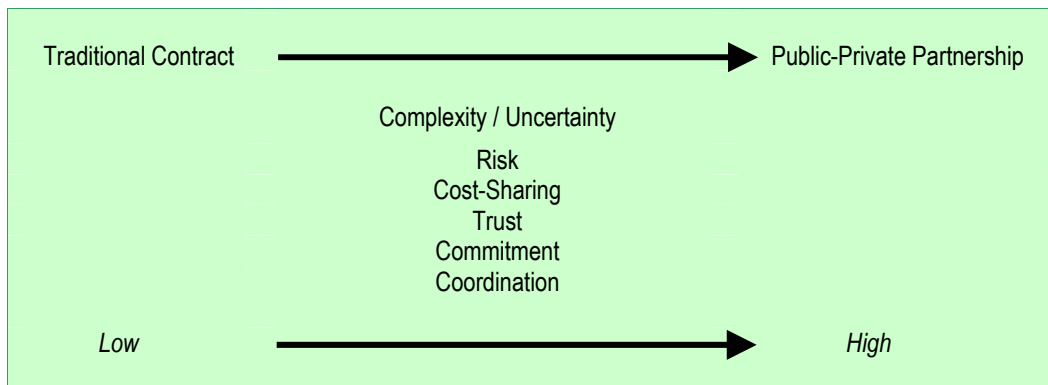 Traditional Contract Public-Private Partnership
Complexity / Uncertainty
Risk
Cost-Sharing
Trust
Commitment
Coordination
Low High